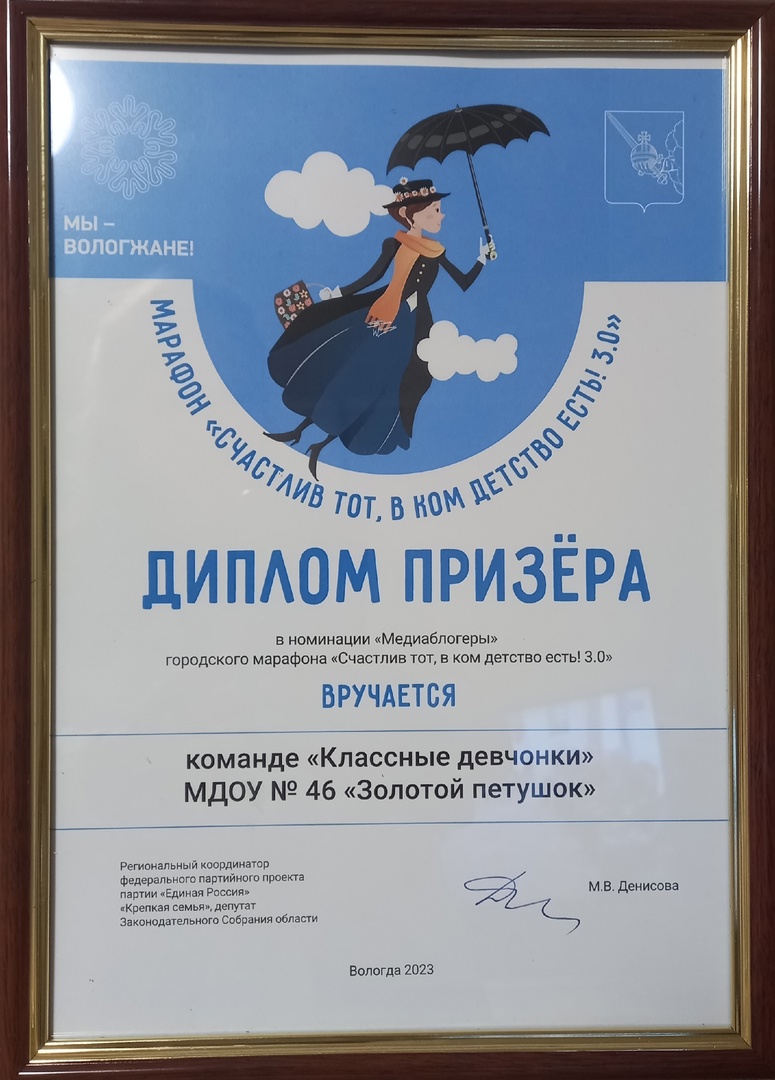 МЫ –
ВОЛОГЖАНЕ!
МАРАФОН «СЧАСТЛИВ ТОТ, В КОМ ДЕТСТВО ЕСТЬ! 3.0»
ДИПЛОМ ПРИЗЁРА
в номинации «Медиаблогеры»
городского марафона «Счастлив тот, в ком детство есть! 3.0»
ВРУЧАЕТСЯ
команде «Классные девчонки»
МДОУ № 46 «Золотой петушок»
Региональный координатор
федерального партийного проекта
партии «Единая Россия»
«Крепкая семья», депутат
Законодательного Собрания области
М.В. Денисова
Вологда 2023